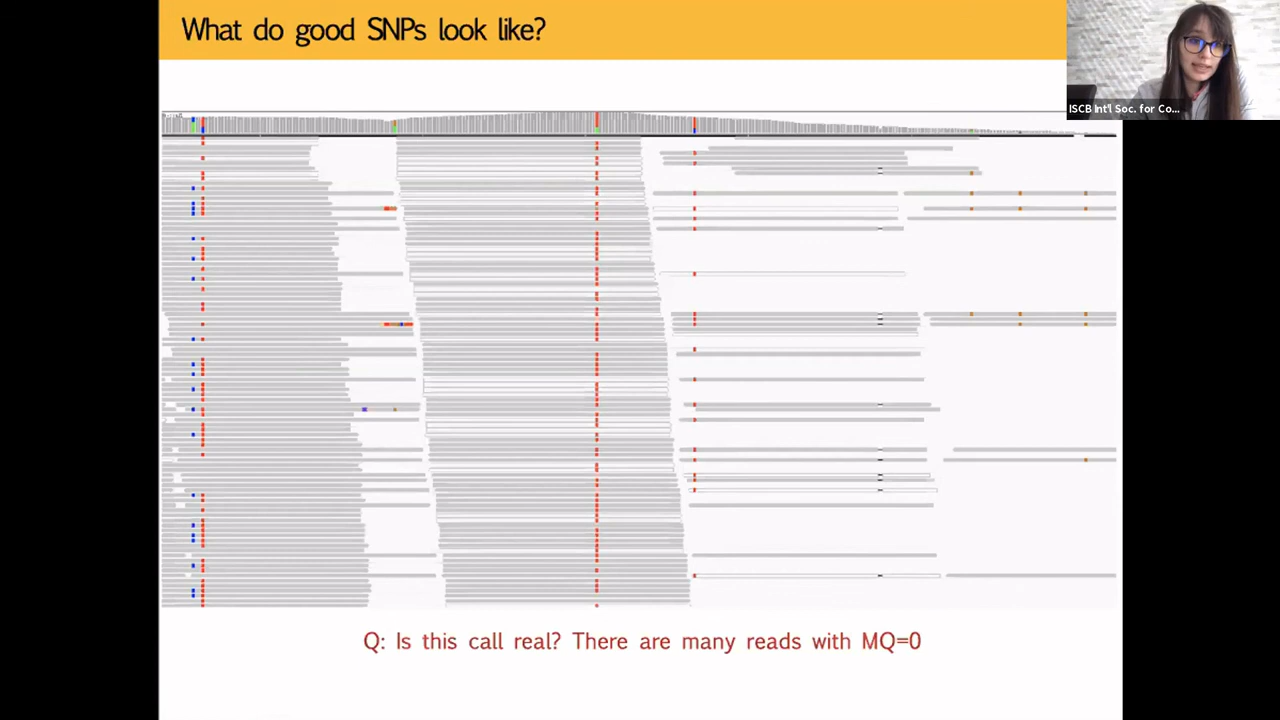 What do good SNPs look like?
ISCB Int'l Soc. for Co...
Q: Is this call real? There are many reads with MQ=0